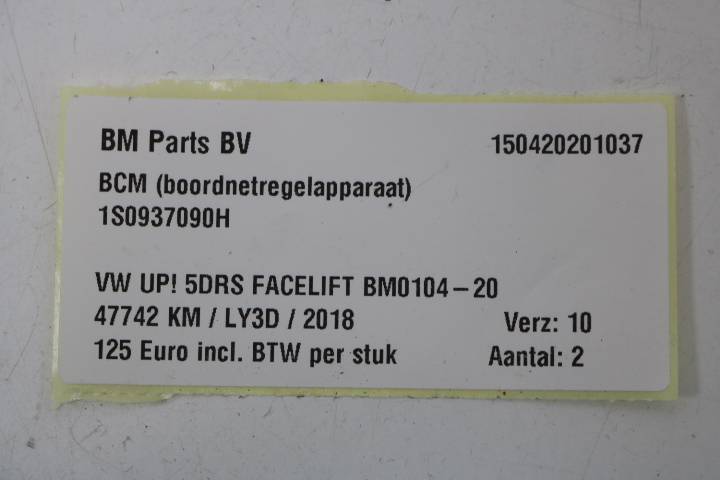 BM Parts BV 150420201037
BCM (boordnetregelapparaat)
1S0937090H
VW UP! 5DRS FACELIFT BM0104-20
47742 KM / LY3D / 2018 Verz: 10
125 Euro incl. BTW per stuk Aantal: 2